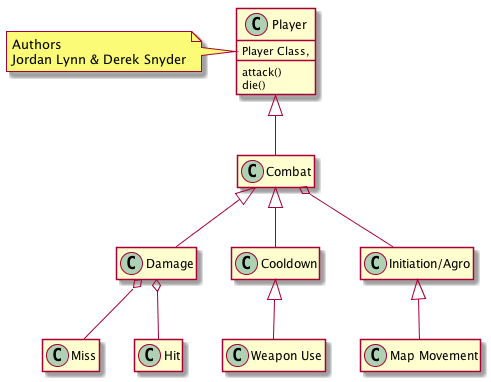 C Player
Authors
Jordan Lynn & Derek Snyder
Player Class,
attack()
die()
C Combat
C Damage
C Cooldown
C Initiation/Agro
C Miss
C Hit
C Weapon Use
C Map Movement